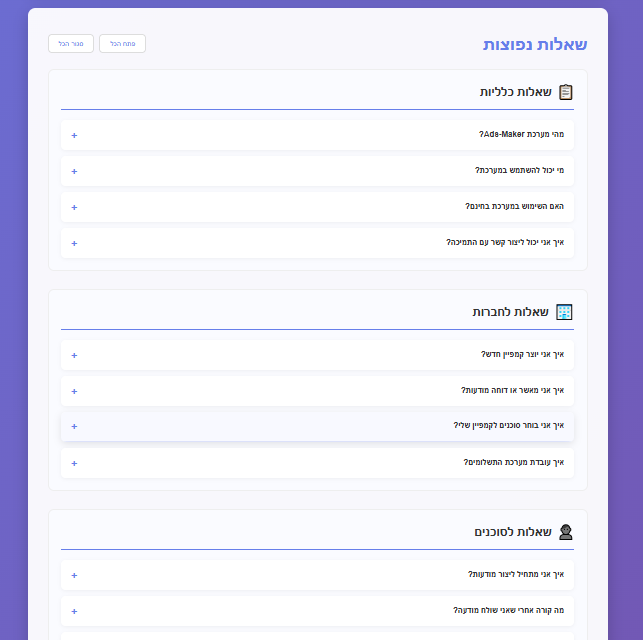 שאלות נפוצות
פתח הכל
סגור הכל
שאלות כלליות
מהי מערכת Ads-Maker?
+
מי יכול להשתמש במערכת?
+
האם השימוש במערכת בחינם?
+
איך אני יכול ליצור קשר עם התמיכה?
+
שאלות לחברות
איך אני יוצר קמפיין חדש?
+
איך אני מאשר או דוחה מודעות?
+
איך אני בוחר סוכנים לקמפיין שלי?
+
איך עובדת מערכת התשלומים?
+
שאלות לסוכנים
איך אני מתחיל ליצור מודעות?
+
מה קורה אחרי שאני שולח מודעה?
+